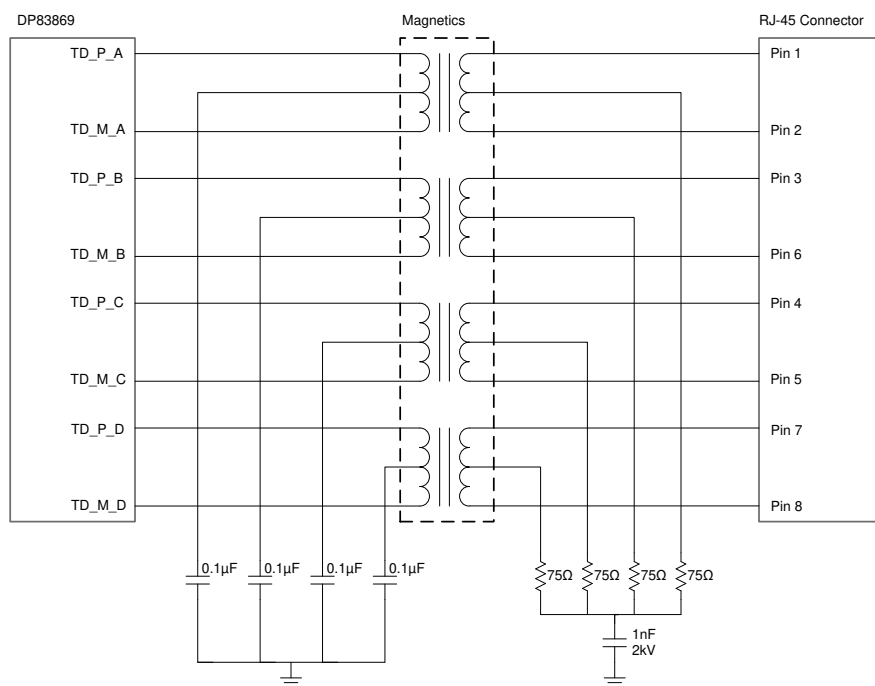 DP83869
Magnetics
RJ-45 Connector
TD_P_A
Pin 1
TD_M_A
Pin 2
TD_P_B
Pin 3
TD_M_B
Pin 6
TD_P_C
Pin 4
TD_M_C
Pin 5
TD_P_D
Pin 7
TD_M_D
Pin 8
0.1µF
0.1µF
0.1µF
0.1µF
75Ω
75Ω
75Ω
75Ω
1nF
2kV